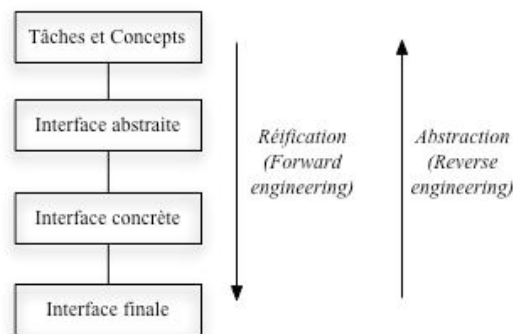 Tâches et Concepts
Interface abstraite
Interface concrète
Interface finale
Réification
(Forward
engineering)
Abstraction
(Reverse
engineering)